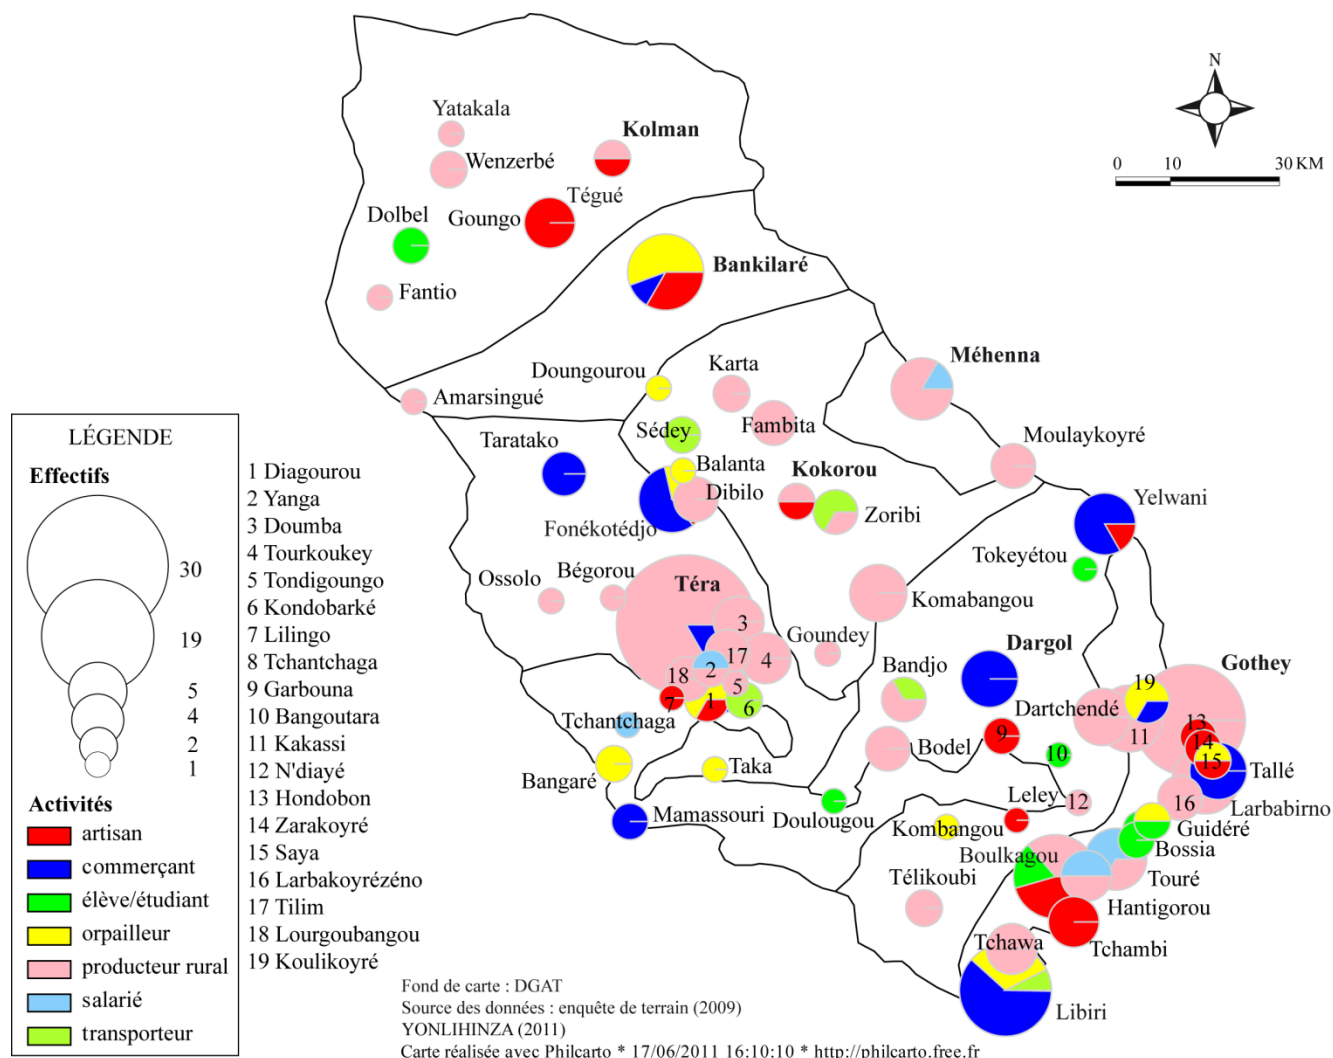 N
Yatakala
Kolman
Wenzerbé
0 10 30 KM
Tégué
Dolbel
Goungo
Bankilaré
Fantio
Méhenna
Doungourou
Karta
Amarsingué
LÉGENDE
Effectifs
30
19
5
4
2
1
Activités
artisan
commerçant
élève/étudiant
orpailleur
producteur rural
salarié
transporteur
1 Diagourou
2 Yanga
3 Doumba
4 Tourkoukey
5 Tondigoungo
6 Kondobarké
7 Lilingo
8 Tchantchaga
9 Garbouna
10 Bangoutara
11 Kakassi
12 N'diayé
13 Hondobon
14 Zarakoyré
15 Saya
16 Larbakoyrézéno
17 Tilim
18 Lourgoubangou
19 Koulikoyré
Taratako
Sédey
Fambita
Moulaykoyré
Balanta
Kokorou
Dibilo
Yelwani
Fonékotédjo
Zoribi
Tokeyétou
Ossolo
Bégorou
Téra
Komabangou
3
Goundey
17
4
Dargol
Gothey
18
2
5
Bandjo
19
7
1
6
Dartchendé
Tchantchaga
9
11
13
10
14
Bodel
15
Tallé
Bangaré
Taka
Larbabirno
Leley
12
16
Mamassouri
Doulougou
Kombangou
Guidéré
Boulkagou
Bossia
Télikoubi
Touré
Hantigorou
Tchawa
Tchambi
Libiri
Fond de carte : DGAT
Source des données : enquête de terrain (2009)
YONLIHINZA (2011)
Carte réalisée avec Philcarto * 17/06/2011 16:10:10 * http://philcarto.free.fr